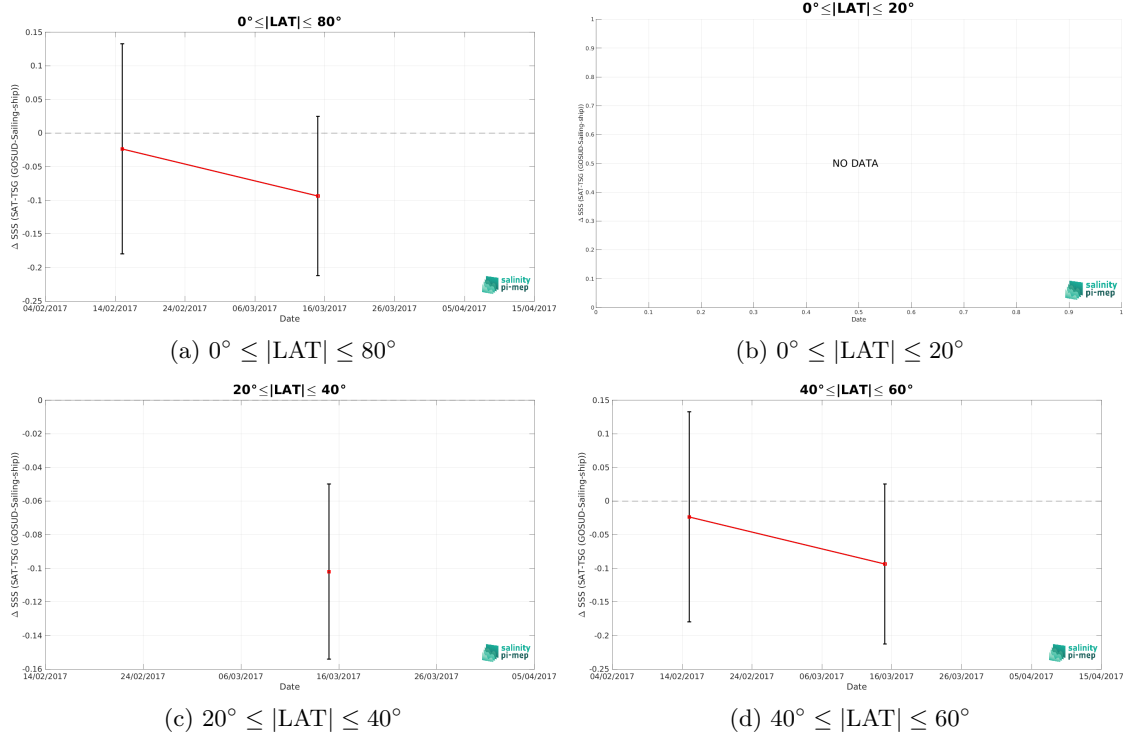 0°≤|LAT|≤ 80°
0.15
0.1
0.05
0
-0.05
-0.1
-0.15
-0.2
-0.25
Δ SSS (SAT-TSG (GOSUD-Sailing-ship))
04/02/2017 14/02/2017 24/02/2017 06/03/2017 16/03/2017 26/03/2017 05/04/2017 15/04/2017
Date
salinity
pi-mep
(a) 0° ≤ |LAT| ≤ 80°
0°≤|LAT|≤ 20°
1
0.9
0.8
0.7
0.6
0.5
0.4
0.3
0.2
0.1
0
Δ SSS (SAT-TSG (GOSUD-Sailing-ship))
NO DATA
0 0.1 0.2 0.3 0.4 0.5 0.6 0.7 0.8 0.9 1
Date
salinity
pi-mep
(b) 0° ≤ |LAT| ≤ 20°
20°≤|LAT|≤ 40°
0
-0.02
-0.04
-0.06
-0.08
-0.1
-0.12
-0.14
-0.16
Δ SSS (SAT-TSG (GOSUD-Sailing-ship))
14/02/2017 24/02/2017 06/03/2017 16/03/2017 26/03/2017 05/04/2017
Date
salinity
pi-mep
(c) 20° ≤ |LAT| ≤ 40°
40°≤|LAT|≤ 60°
0.15
0.1
0.05
0
-0.05
-0.1
-0.15
-0.2
-0.25
Δ SSS (SAT-TSG (GOSUD-Sailing-ship))
04/02/2017 14/02/2017 24/02/2017 06/03/2017 16/03/2017 26/03/2017 05/04/2017 15/04/2017
Date
salinity
pi-mep
(d) 40° ≤ |LAT| ≤ 60°